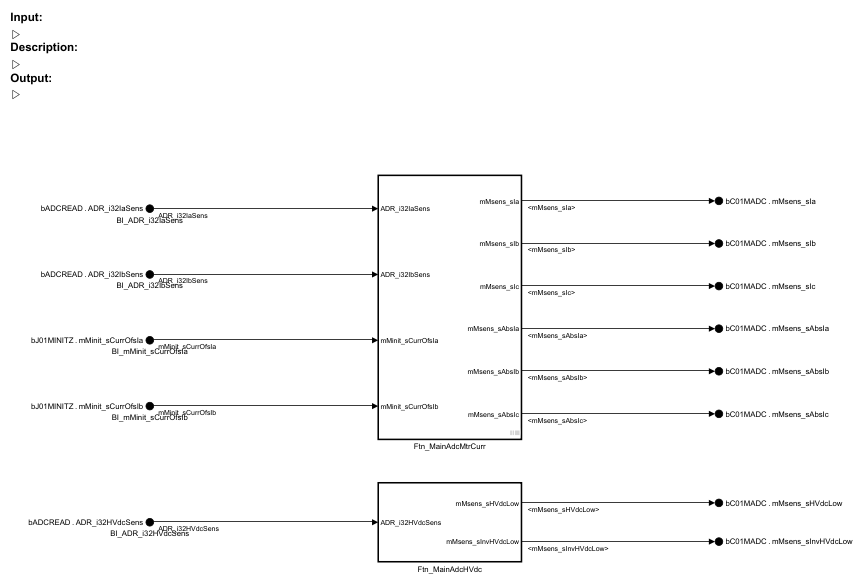 Input:
Description:
Output:
bADCREAD . ADR_i32IaSens
ADR_i32IaSens
BI_ADR_i32IaSens
ADR_i32IaSens
mMsens_sIa
<mMsens_sIa>
bC01MADC . mMsens_sIa
mMsens_sIb
<mMsens_sIb>
bC01MADC . mMsens_sIb
bADCREAD . ADR_i32IbSens
ADR_i32IbSens
BI_ADR_i32IbSens
ADR_i32IbSens
mMsens_sIc
<mMsens_sIc>
bC01MADC . mMsens_sIc
mMsens_sAbsIa
<mMsens_sAbsIa>
bC01MADC . mMsens_sAbsIa
bJ01MINITZ . mMinit_sCurrOfsIa
mMinit_sCurrOfsIa
BI_mMinit_sCurrOfsIa
mMinit_sCurrOfsIa
mMsens_sAbsIb
<mMsens_sAbsIb>
bC01MADC . mMsens_sAbsIb
bJ01MINITZ . mMinit_sCurrOfsIb
mMinit_sCurrOfsIb
BI_mMinit_sCurrOfsIb
mMinit_sCurrOfsIb
mMsens_sAbsIc
<mMsens_sAbsIc>
bC01MADC . mMsens_sAbsIc
Ftn_MainAdcMtrCurr
mMsens_sHVdcLow
<mMsens_sHVdcLow>
bC01MADC . mMsens_sHVdcLow
bADCREAD . ADR_i32HVdcSens
ADR_i32HVdcSens
BI_ADR_i32HVdcSens
ADR_i32HVdcSens
mMsens_sInvHVdcLow
<mMsens_sInvHVdcLow>
bC01MADC . mMsens_sInvHVdcLow
Ftn_MainAdcHVdc